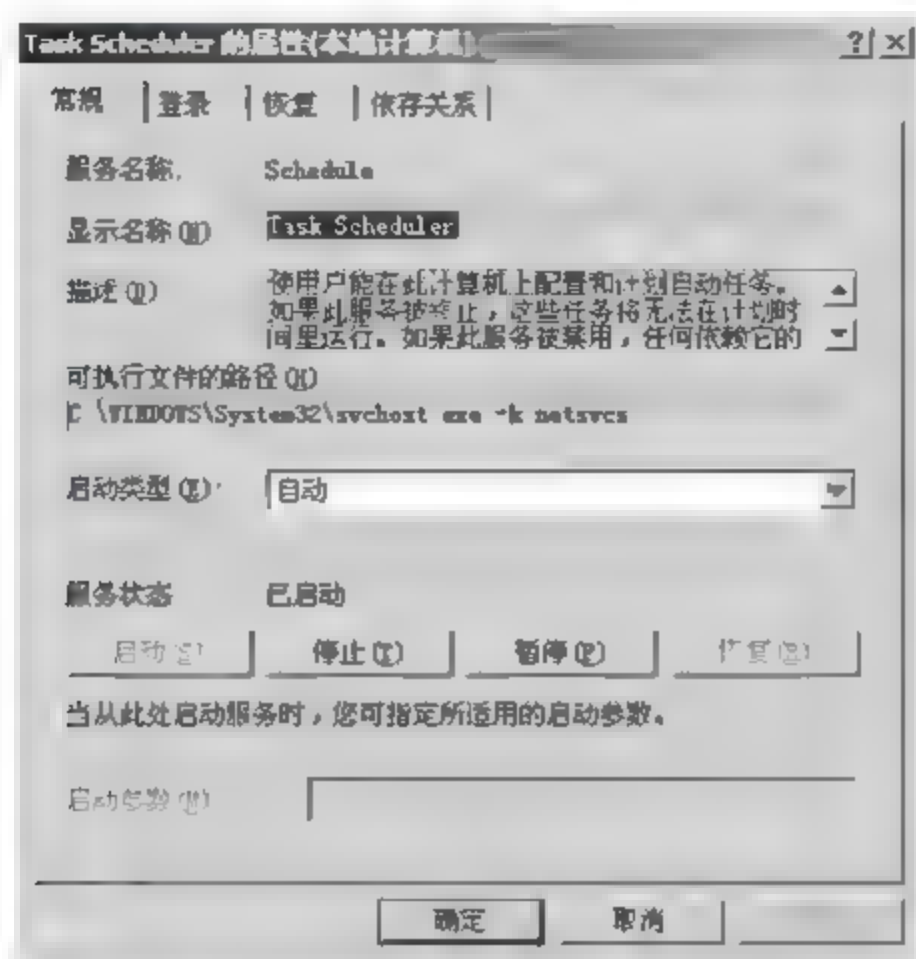 Task Scheduler 的属性(本地计算机)
? ×
常规 登录 恢复 依存关系
服务名称: Schedule
显示名称(N) Task Scheduler
描述(D) 使用户能在此计算机上配置和计划自动任务。
如果此服务被终止，这些任务将无法在计划时
间里运行。如果此服务被禁用，任何依赖它的
可执行文件的路径(H)
C \WINDOWS\System32\svchost exe -k netsvcs
启动类型(E): 自动
服务状态 已启动
启动(S) 停止(T) 暂停(P) 恢复(R)
当从此处启动服务时，您可指定所适用的启动参数。
启动参数(M)
确定 取消